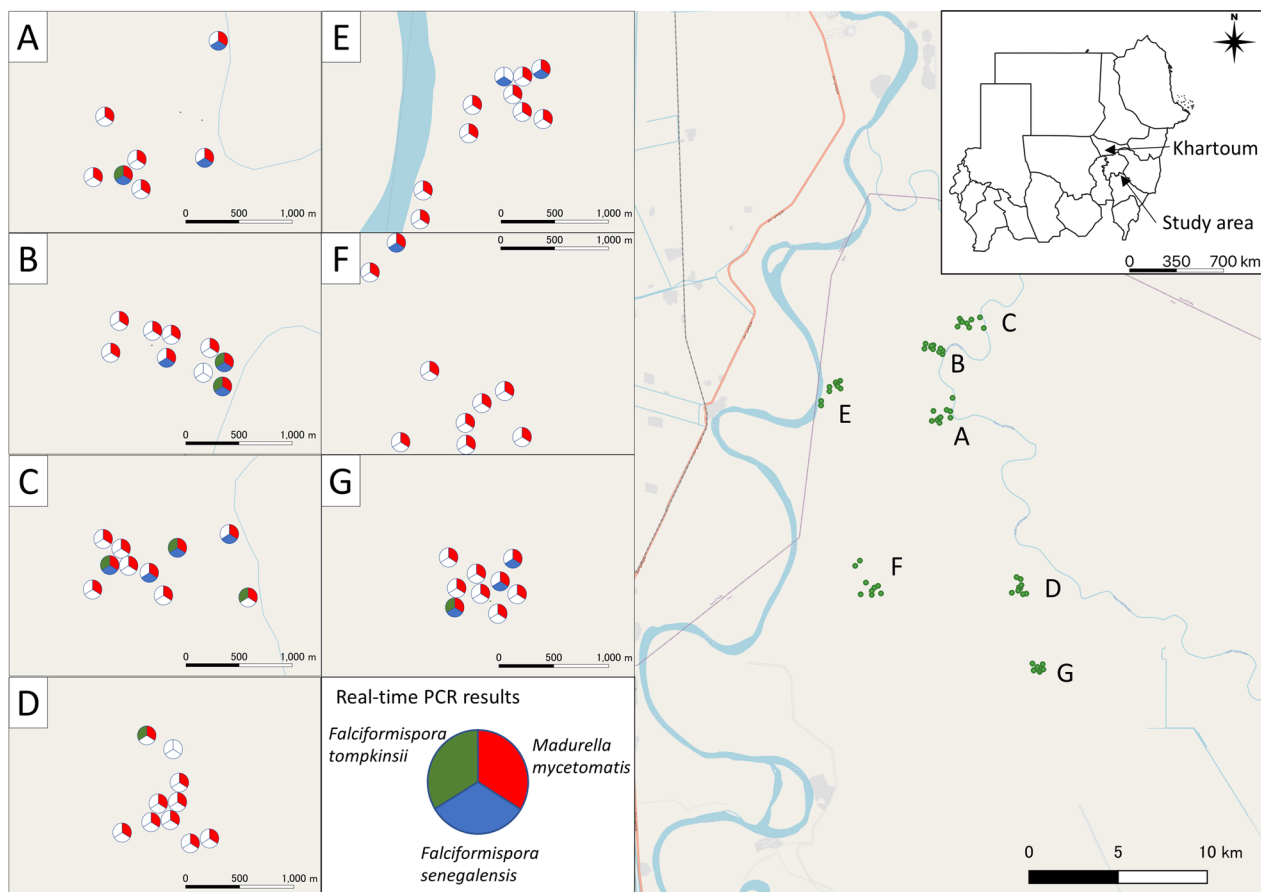 A
0 500 1,000 m
E
0 500 1,000 m
B
0 500 1,000 m
F
0 500 1,000 m
C
0 500 1,000 m
G
0 500 1,000 m
D
0 500 1,000 m
Real-time PCR results
Falciformispora
tompkinsii
Madurella
mycetomatis
Falciformispora
senegalensis
N
Khartoum
Study area
0 350 700 km
C
B
E
A
F
D
G
0 5 10 km